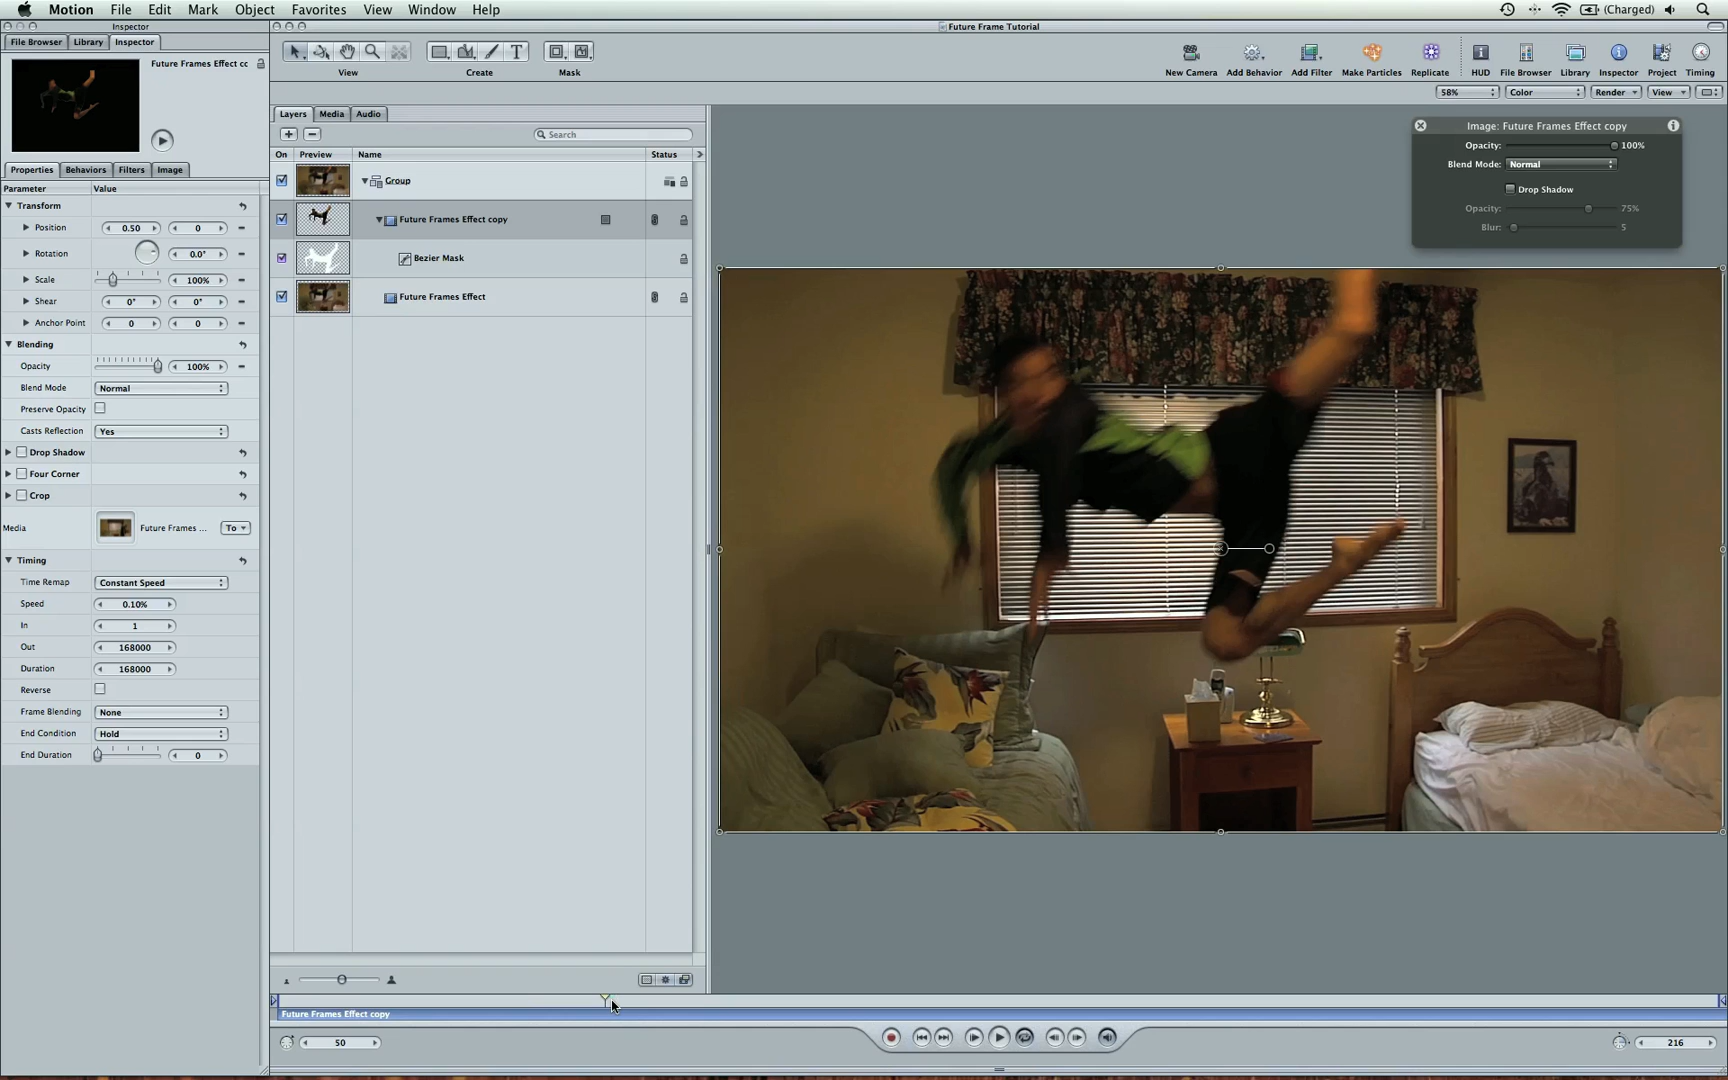 Motion File Edit Mark Object Favorites View Window Help (Charged)
Inspector
Future Frame Tutorial
File Browser Library Inspector
Future Frames Effect cc
View Create Mask
New Camera Add Behavior Add Filter Make Particles Replicate HUD File Browser Library Inspector Project Timing
58% Color Render View
Layers Media Audio
Search
On Preview Name Status
Group
Future Frames Effect copy
Bezier Mask
Future Frames Effect
Image: Future Frames Effect copy
Opacity: 100%
Blend Mode: Normal
Drop Shadow
Opacity: 75%
Blur: 5
Properties Behaviors Filters Image
Parameter Value
Transform
Position 0.50 0
Rotation 0.0°
Scale 100%
Shear 0° 0°
Anchor Point 0 0
Blending
Opacity 100%
Blend Mode Normal
Preserve Opacity
Casts Reflection Yes
Drop Shadow
Four Corner
Crop
Media Future Frames ... To
Timing
Time Remap Constant Speed
Speed 0.10%
In 1
Out 168000
Duration 168000
Reverse
Frame Blending None
End Condition Hold
End Duration 0
Future Frames Effect copy
50 216